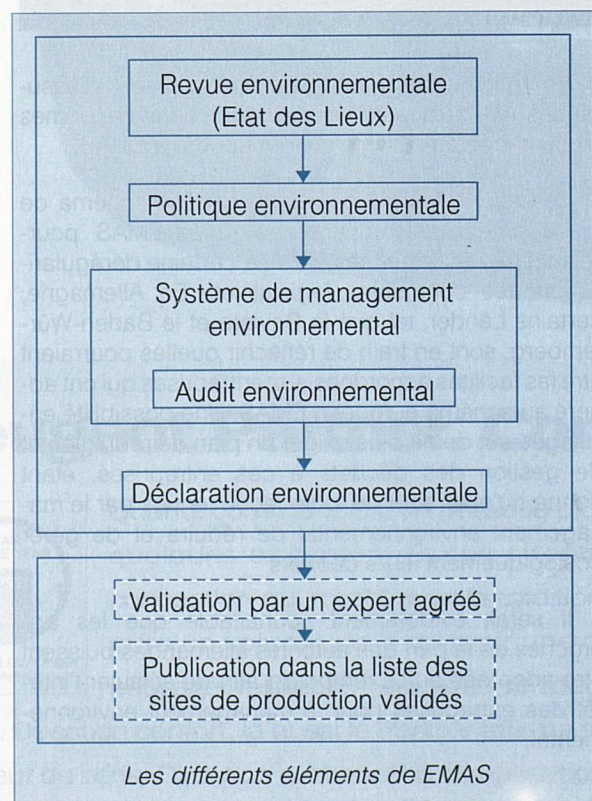 Revue environnementale
(Etat des Lieux)
Politique environnementale
Système de management
environnemental
Audit environnemental
Déclaration environnementale
Validation par un expert agréé
Publication dans la liste des
sites de production validés
Les différents éléments de EMAS